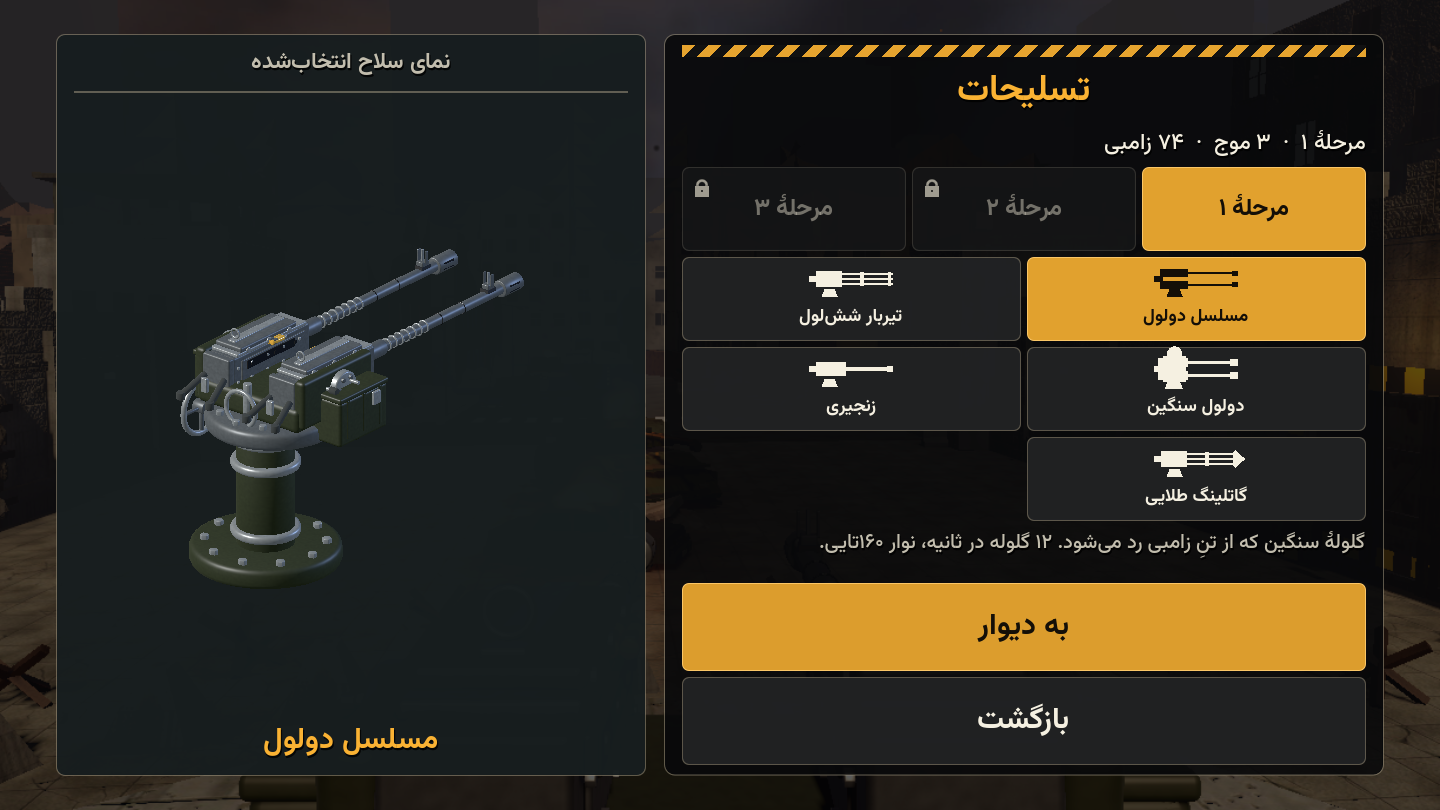 تسلیحات
مرحلهٔ ۱ · ۳ موج · ۷۴ زامبی
مرحلهٔ ۱
مرحلهٔ ۲
مرحلهٔ ۳
مسلسل دولول
تیربار شش‌لول
دولول سنگین
زنجیری
گاتلینگ طلایی
گلولهٔ سنگین که از تنِ زامبی رد می‌شود. ۱۲ گلوله در ثانیه، نوار ۱۶۰تایی.
به دیوار
بازگشت
نمای سلاح انتخاب‌شده
مسلسل دولول